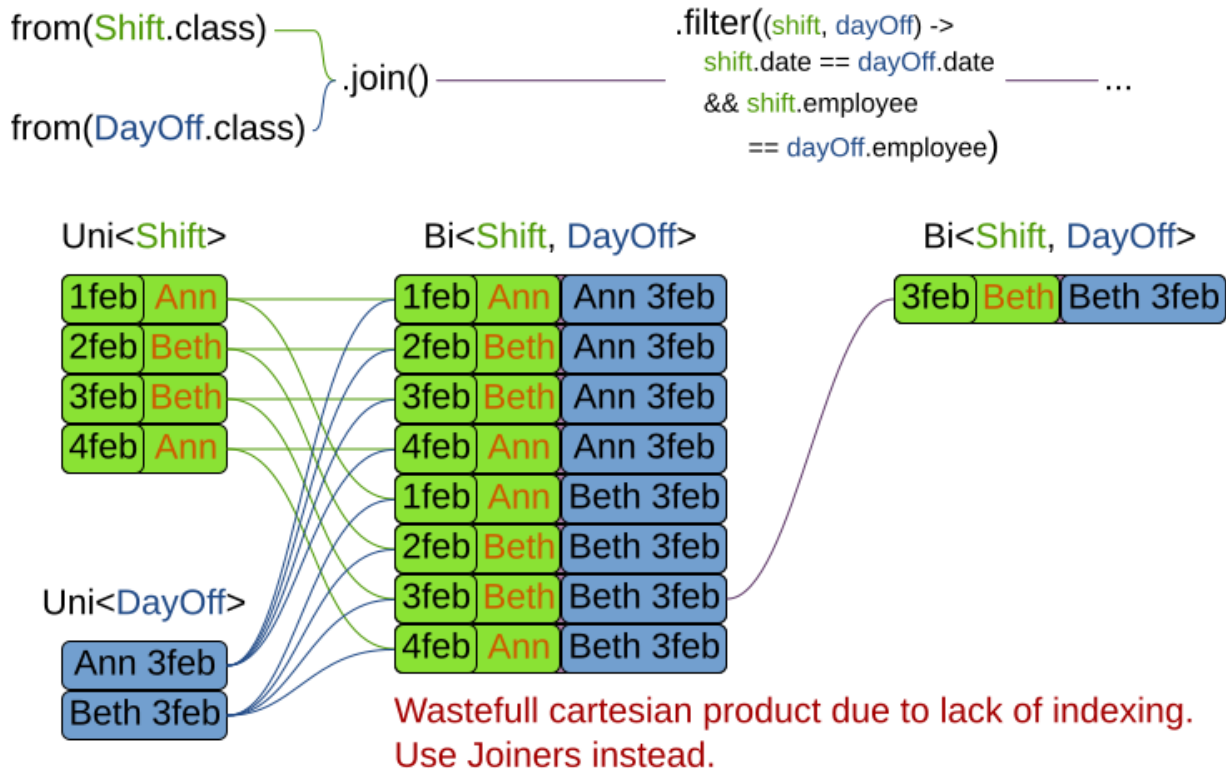 from(Shift.class)
from(DayOff.class)
.join()
.filter((shift, dayOff) ->
shift.date == dayOff.date
&& shift.employee
== dayOff.employee)
...
Uni<Shift>
1feb Ann
2feb Beth
3feb Beth
4feb Ann
Uni<DayOff>
Ann 3feb
Beth 3feb
Bi<Shift, DayOff>
1feb Ann Ann 3feb
2feb Beth Ann 3feb
3feb Beth Ann 3feb
4feb Ann Ann 3feb
1feb Ann Beth 3feb
2feb Beth Beth 3feb
3feb Beth Beth 3feb
4feb Ann Beth 3feb
Bi<Shift, DayOff>
3feb Beth Beth 3feb
Wastefull cartesian product due to lack of indexing.
Use Joiners instead.